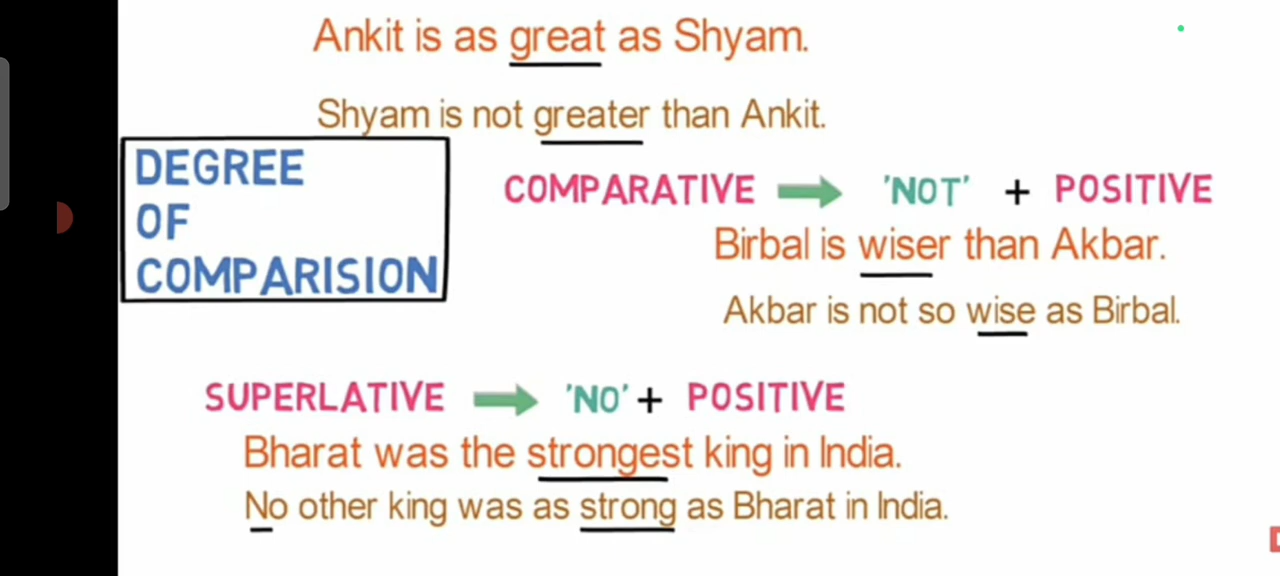 Ankit is as great as Shyam.
Shyam is not greater than Ankit.
DEGREE
OF
COMPARISION
COMPARATIVE 'NOT' + POSITIVE
Birbal is wiser than Akbar.
Akbar is not so wise as Birbal.
SUPERLATIVE 'NO' + POSITIVE
Bharat was the strongest king in India.
No other king was as strong as Bharat in India.